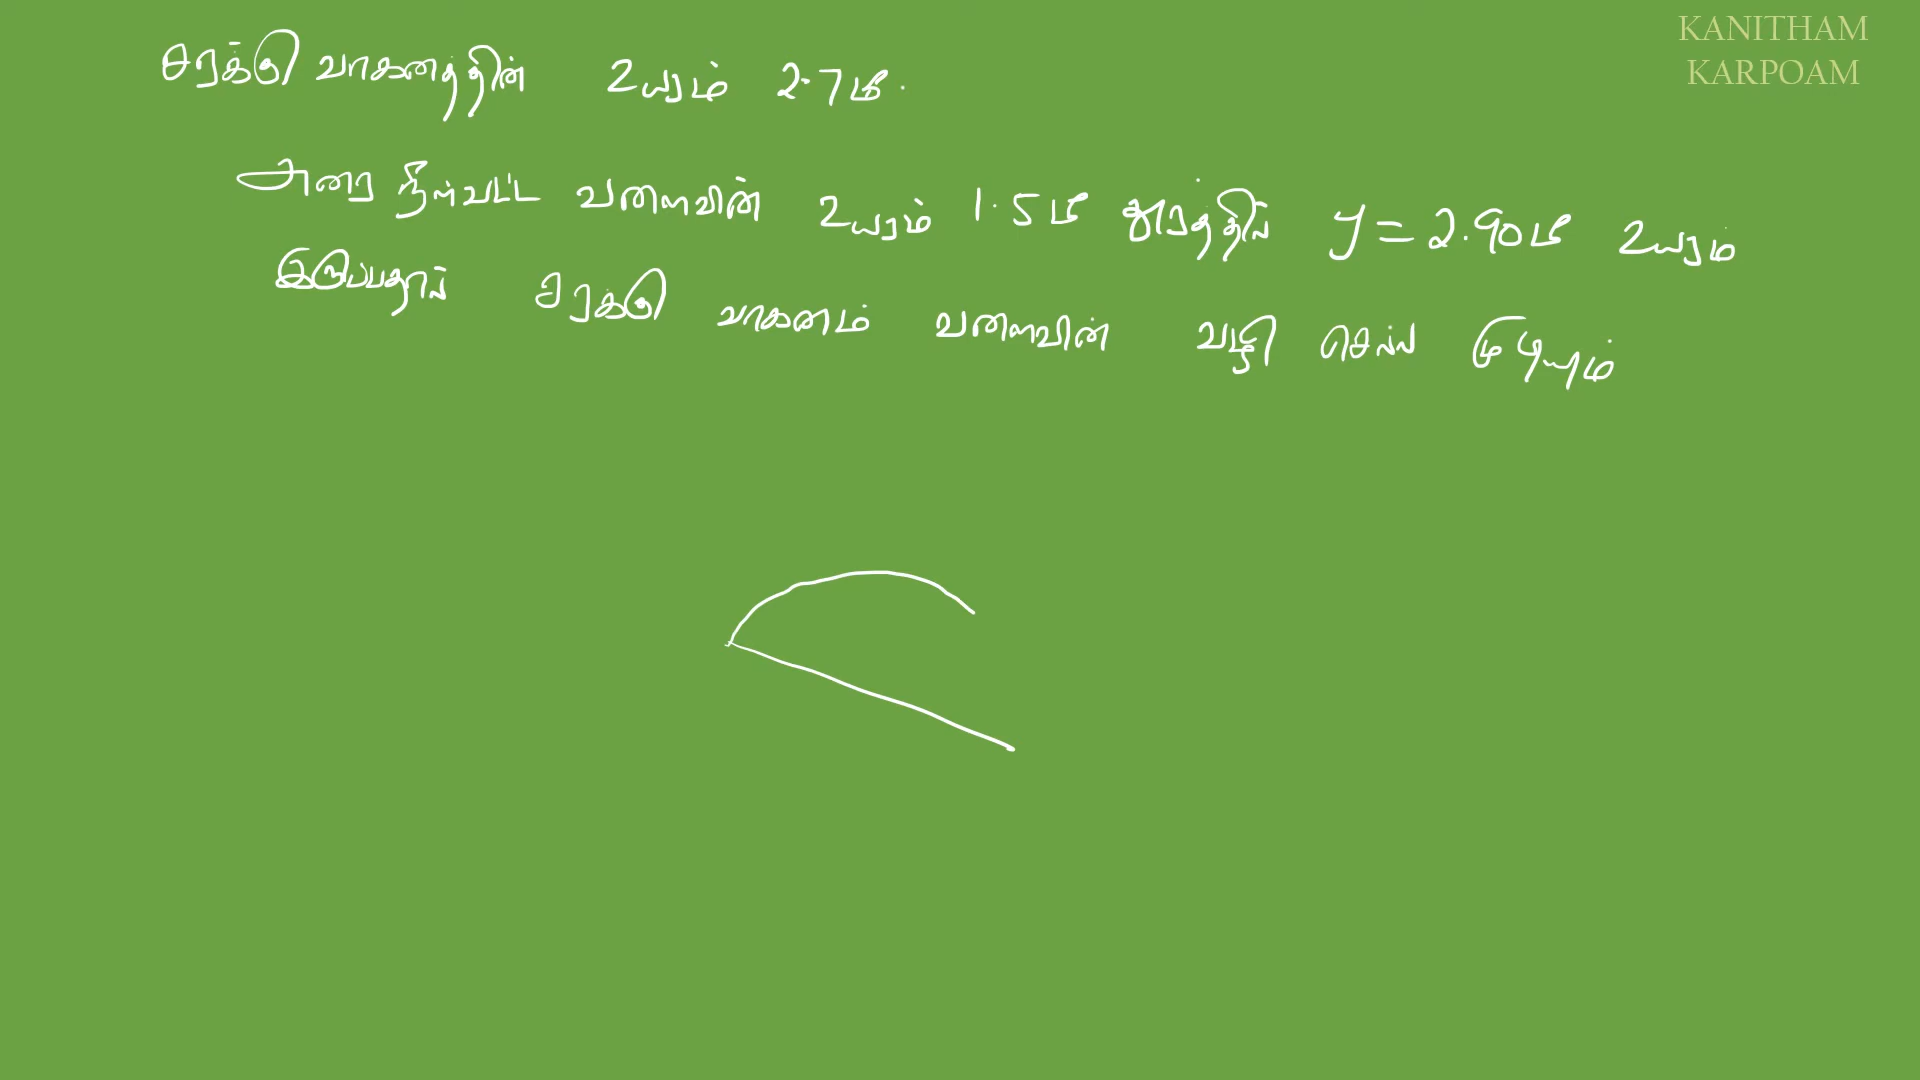 KANITHAM
KARPOAM
சரக்கு வாகனத்தின் உயரம் 2.7மீ.
அரை நீள்வட்ட வளைவின் உயரம் 1.5மீ தூரத்தில் y = 2.90மீ உயரம்
இருப்பதால் சரக்கு வாகனம் வளைவின் வழி செல்ல முடியும்